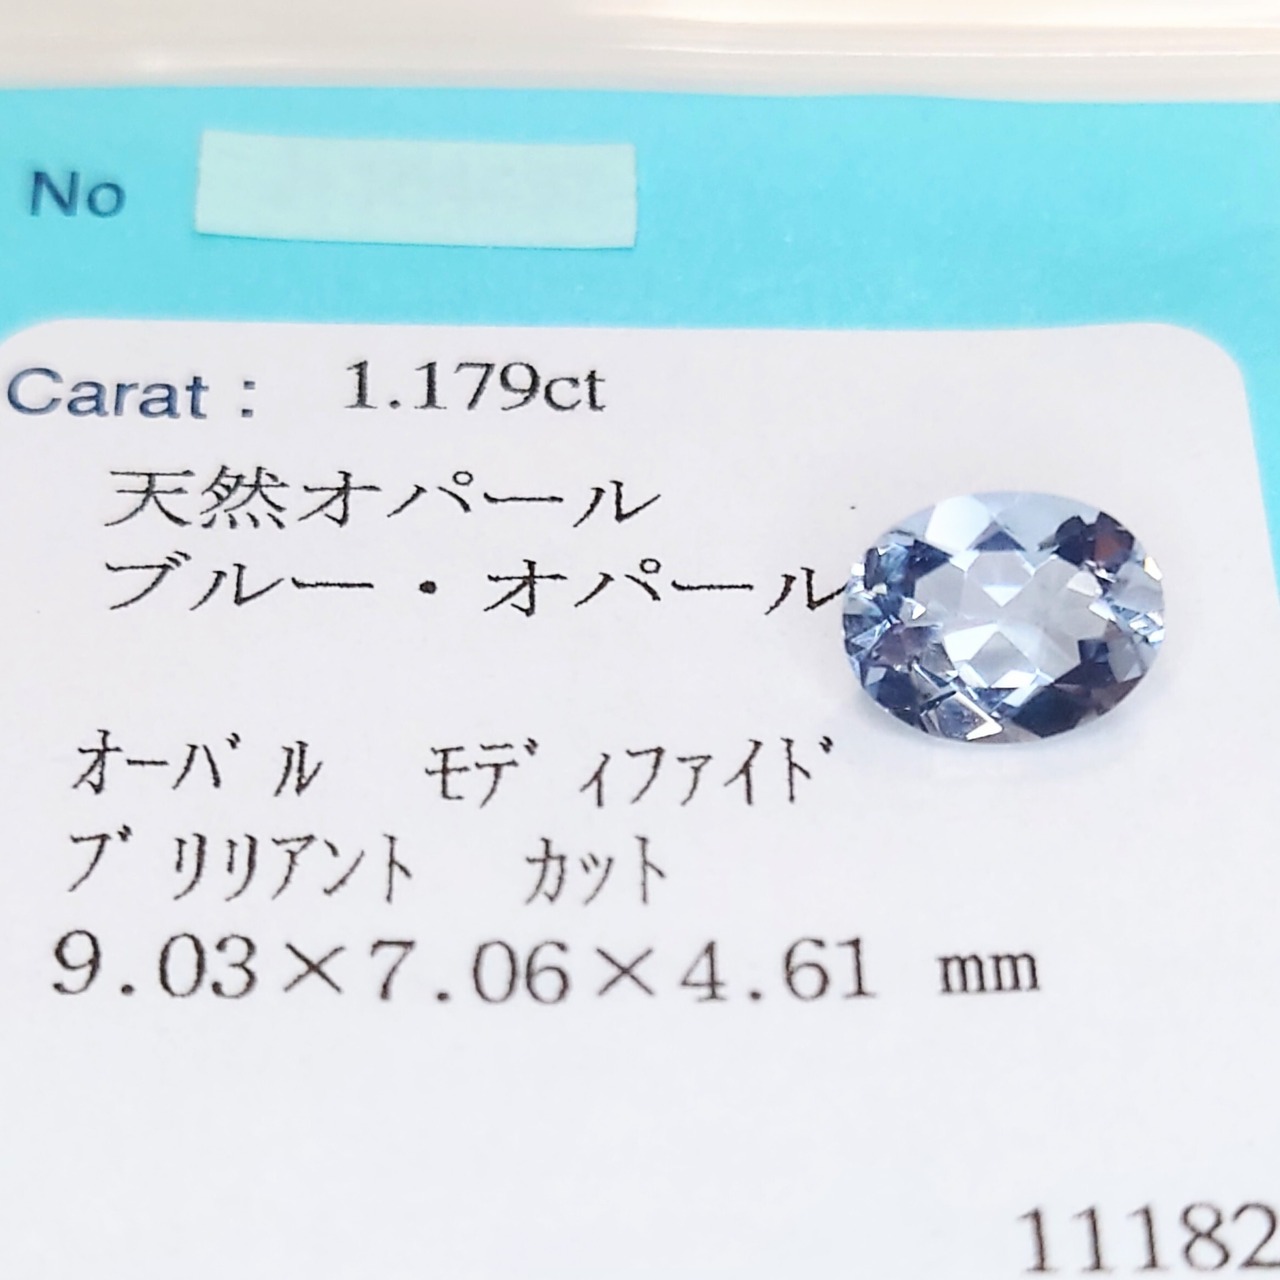 No
Carat : 1.179ct
天然オパール
ブルー・オパール
オーバル モディファイド
ブリリアント カット
9.03×7.06×4.61 mm
11182